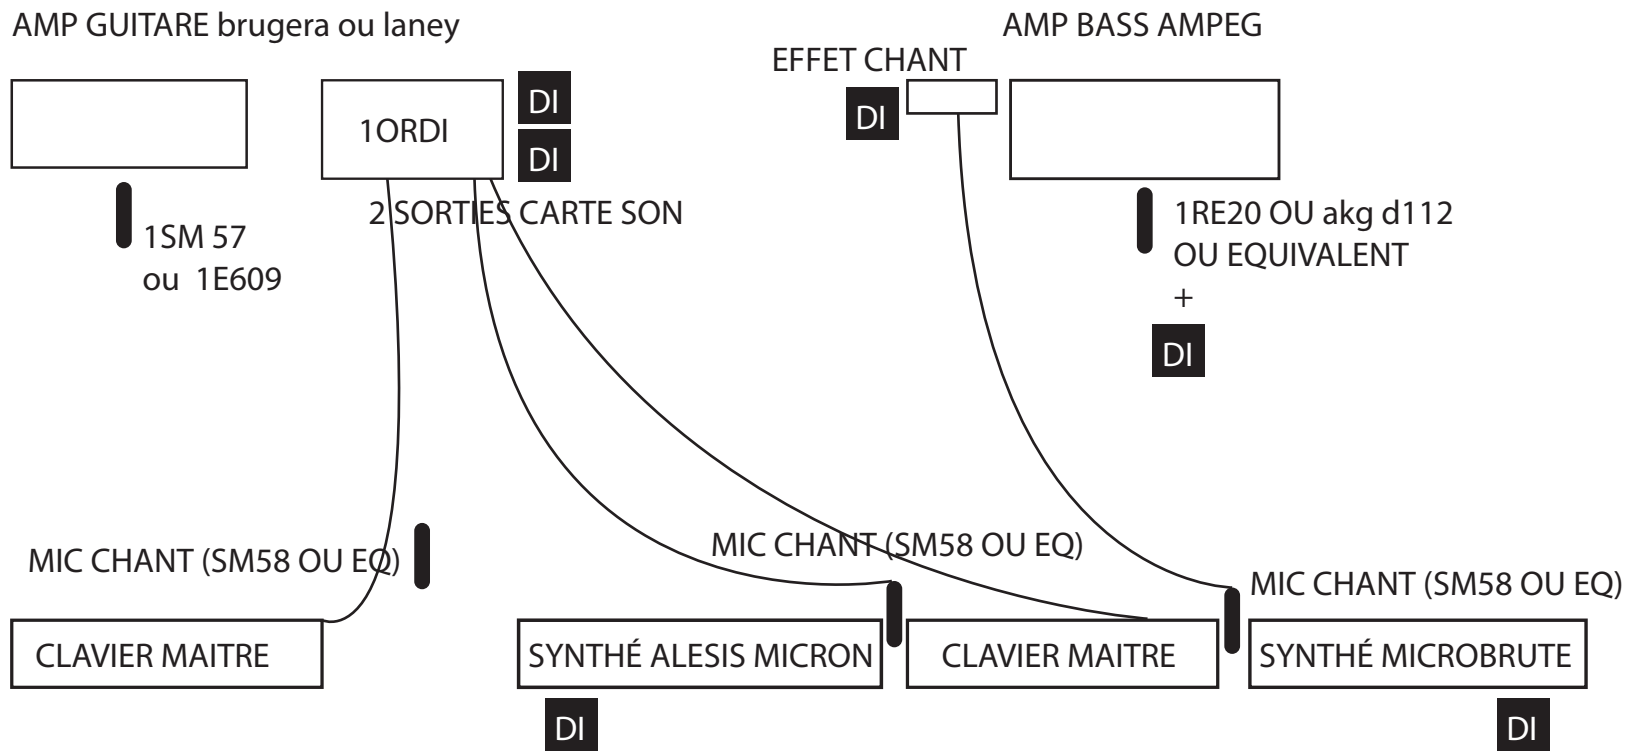 AMP GUITARE brugera ou laney
AMP BASS AMPEG
EFFET CHANT
DI
DI
DI
1ORDI
2 SORTIES CARTE SON
1SM 57
ou 1E609
1RE20 OU akg d112
OU EQUIVALENT
+
DI
MIC CHANT (SM58 OU EQ)
MIC CHANT (SM58 OU EQ)
MIC CHANT (SM58 OU EQ)
CLAVIER MAITRE
SYNTHÉ ALESIS MICRON
CLAVIER MAITRE
SYNTHÉ MICROBRUTE
DI
DI